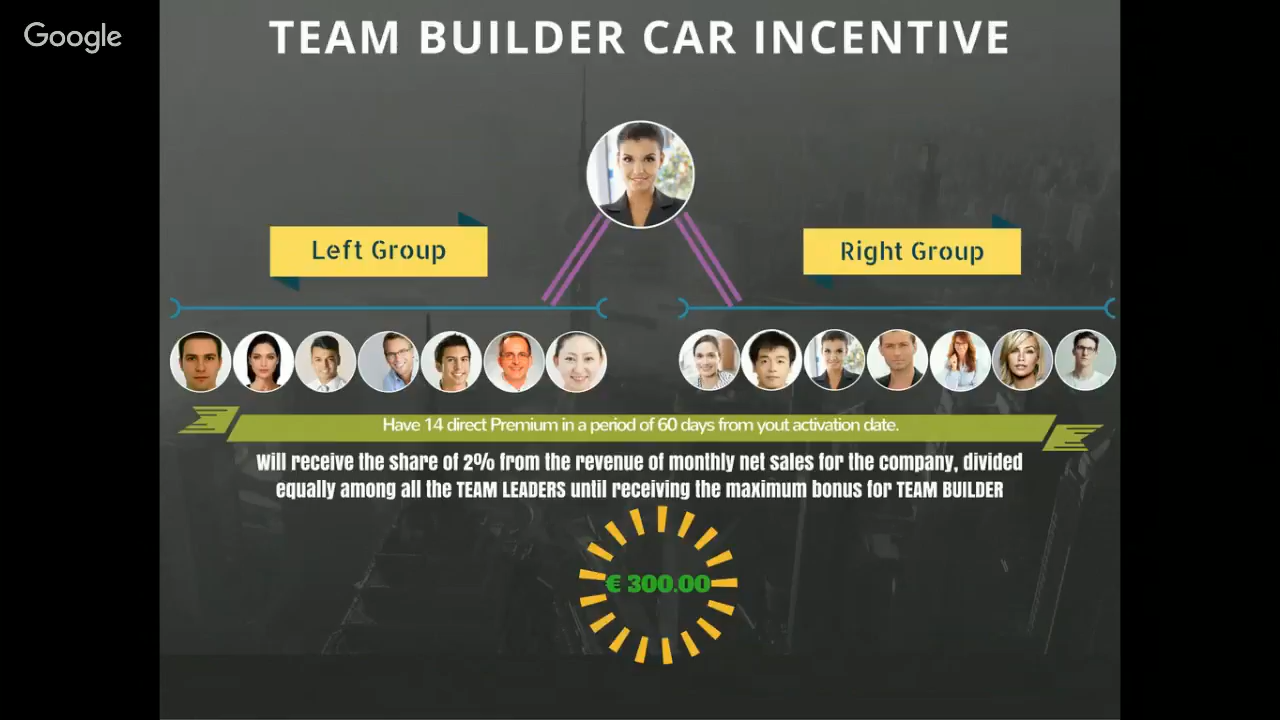 Google
TEAM BUILDER CAR INCENTIVE
Left Group
Right Group
Have 14 direct Premium in a period of 60 days from yout activation date.
Will receive the share of 2% from the revenue of monthly net sales for the company, divided
equally among all the TEAM LEADERS until receiving the maximum bonus for TEAM BUILDER
€ 300.00